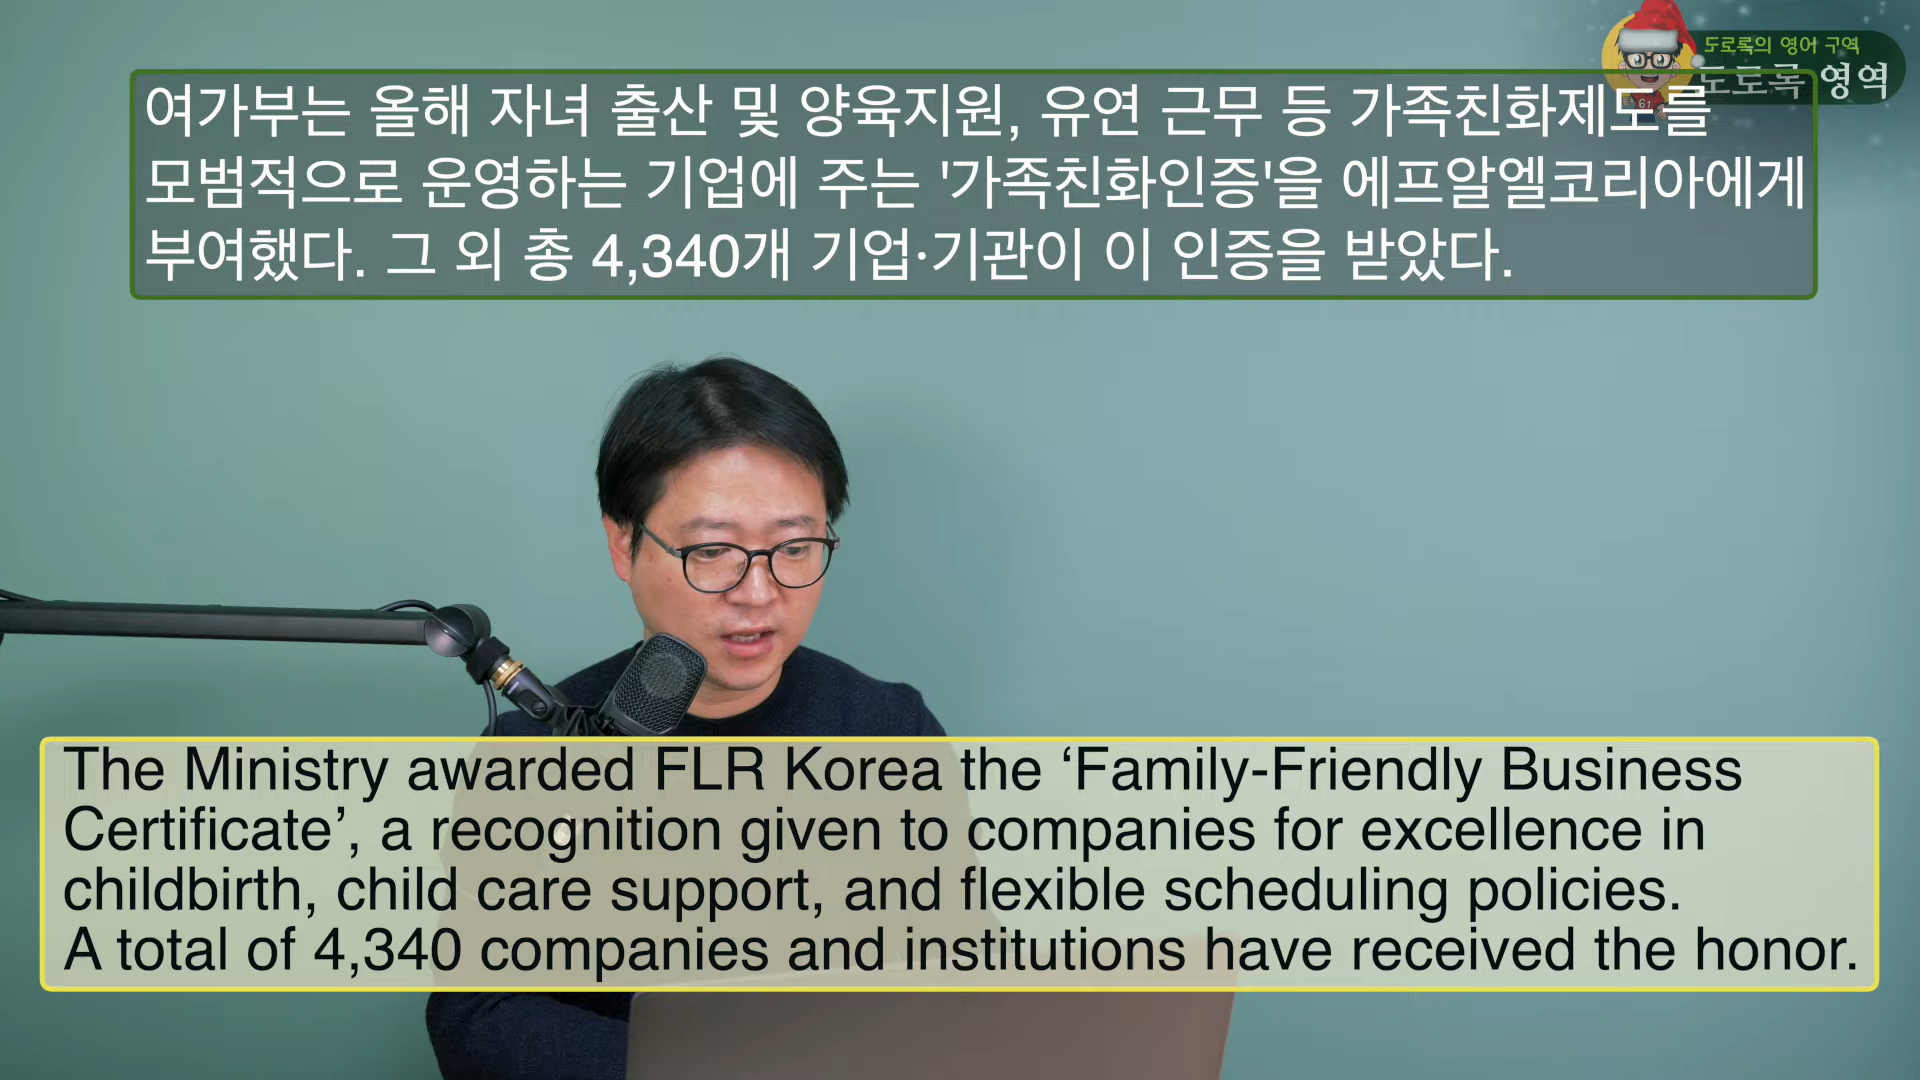 도로록의 영어 구역
도로록 영역
61
여가부는 올해 자녀 출산 및 양육지원, 유연 근무 등 가족친화제도를
모범적으로 운영하는 기업에 주는 '가족친화인증'을 에프알엘코리아에게
부여했다. 그 외 총 4,340개 기업·기관이 이 인증을 받았다.
The Ministry awarded FLR Korea the ‘Family-Friendly Business
Certificate’, a recognition given to companies for excellence in
childbirth, child care support, and flexible scheduling policies.
A total of 4,340 companies and institutions have received the honor.